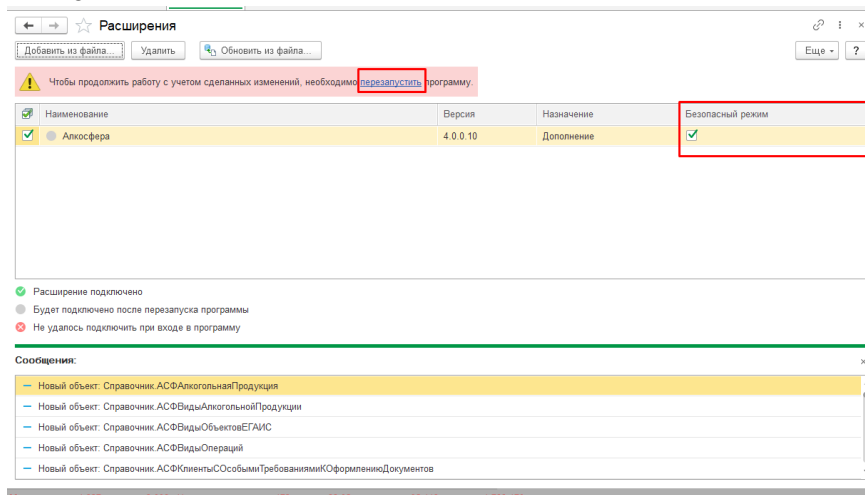 Расширения
Добавить из файла... Удалить Обновить из файла... Еще ?
Чтобы продолжить работу с учетом сделанных изменений, необходимо перезапустить программу.
Наименование Версия Назначение Безопасный режим
Алкосфера 4.0.0.10 Дополнение
Расширение подключено
Будет подключено после перезапуска программы
Не удалось подключить при входе в программу
Сообщения:
Новый объект: Справочник.АСФАлкогольнаяПродукция
Новый объект: Справочник.АСФВидыАлкогольнойПродукции
Новый объект: Справочник.АСФВидыОбъектовЕГАИС
Новый объект: Справочник.АСФВидыОпераций
Новый объект: Справочник.АСФКлиентыСОсобымиТребованиямиКОформлениюДокументов